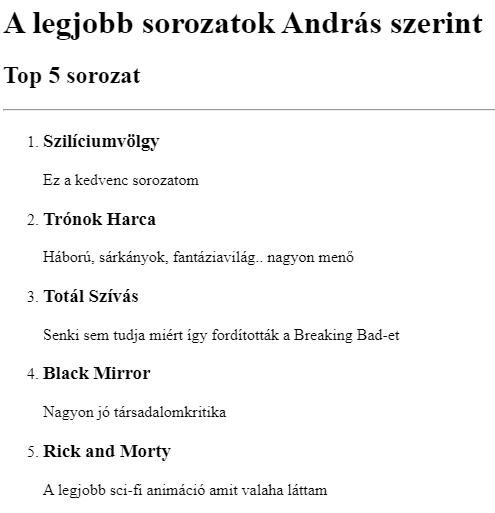 A legjobb sorozatok András szerint
Top 5 sorozat
1. Szilíciumvölgy
Ez a kedvenc sorozatom
2. Trónok Harca
Háború, sárkányok, fantáziavilág.. nagyon menő
3. Totál Szívás
Senki sem tudja miért így fordították a Breaking Bad-et
4. Black Mirror
Nagyon jó társadalomkritika
5. Rick and Morty
A legjobb sci-fi animáció amit valaha láttam